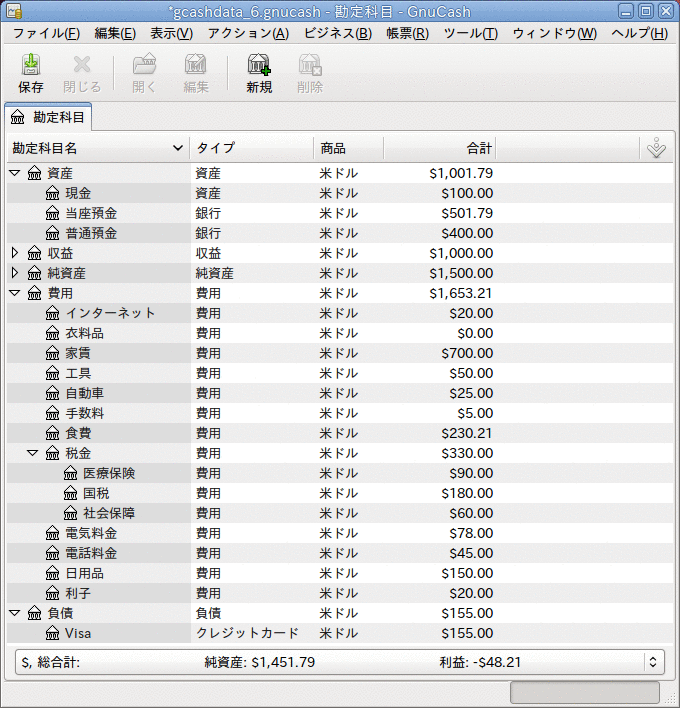 *gcashdata_6.gnucash - 勘定科目 - GnuCash
ファイル(F) 編集(E) 表示(V) アクション(A) ビジネス(B) 帳票(R) ツール(T) ウィンドウ(W) ヘルプ(H)
保存 閉じる 開く 編集 新規 削除
勘定科目
勘定科目名 タイプ 商品 合計
資産 資産 米ドル $1,001.79
現金 資産 米ドル $100.00
当座預金 銀行 米ドル $501.79
普通預金 銀行 米ドル $400.00
収益 収益 米ドル $1,000.00
純資産 純資産 米ドル $1,500.00
費用 費用 米ドル $1,653.21
インターネット 費用 米ドル $20.00
衣料品 費用 米ドル $0.00
家賃 費用 米ドル $700.00
工具 費用 米ドル $50.00
自動車 費用 米ドル $25.00
手数料 費用 米ドル $5.00
食費 費用 米ドル $230.21
税金 費用 米ドル $330.00
医療保険 費用 米ドル $90.00
国税 費用 米ドル $180.00
社会保障 費用 米ドル $60.00
電気料金 費用 米ドル $78.00
電話料金 費用 米ドル $45.00
日用品 費用 米ドル $150.00
利子 費用 米ドル $20.00
負債 負債 米ドル $155.00
Visa クレジットカード 米ドル $155.00
$, 総合計: 純資産: $1,451.79 利益: -$48.21